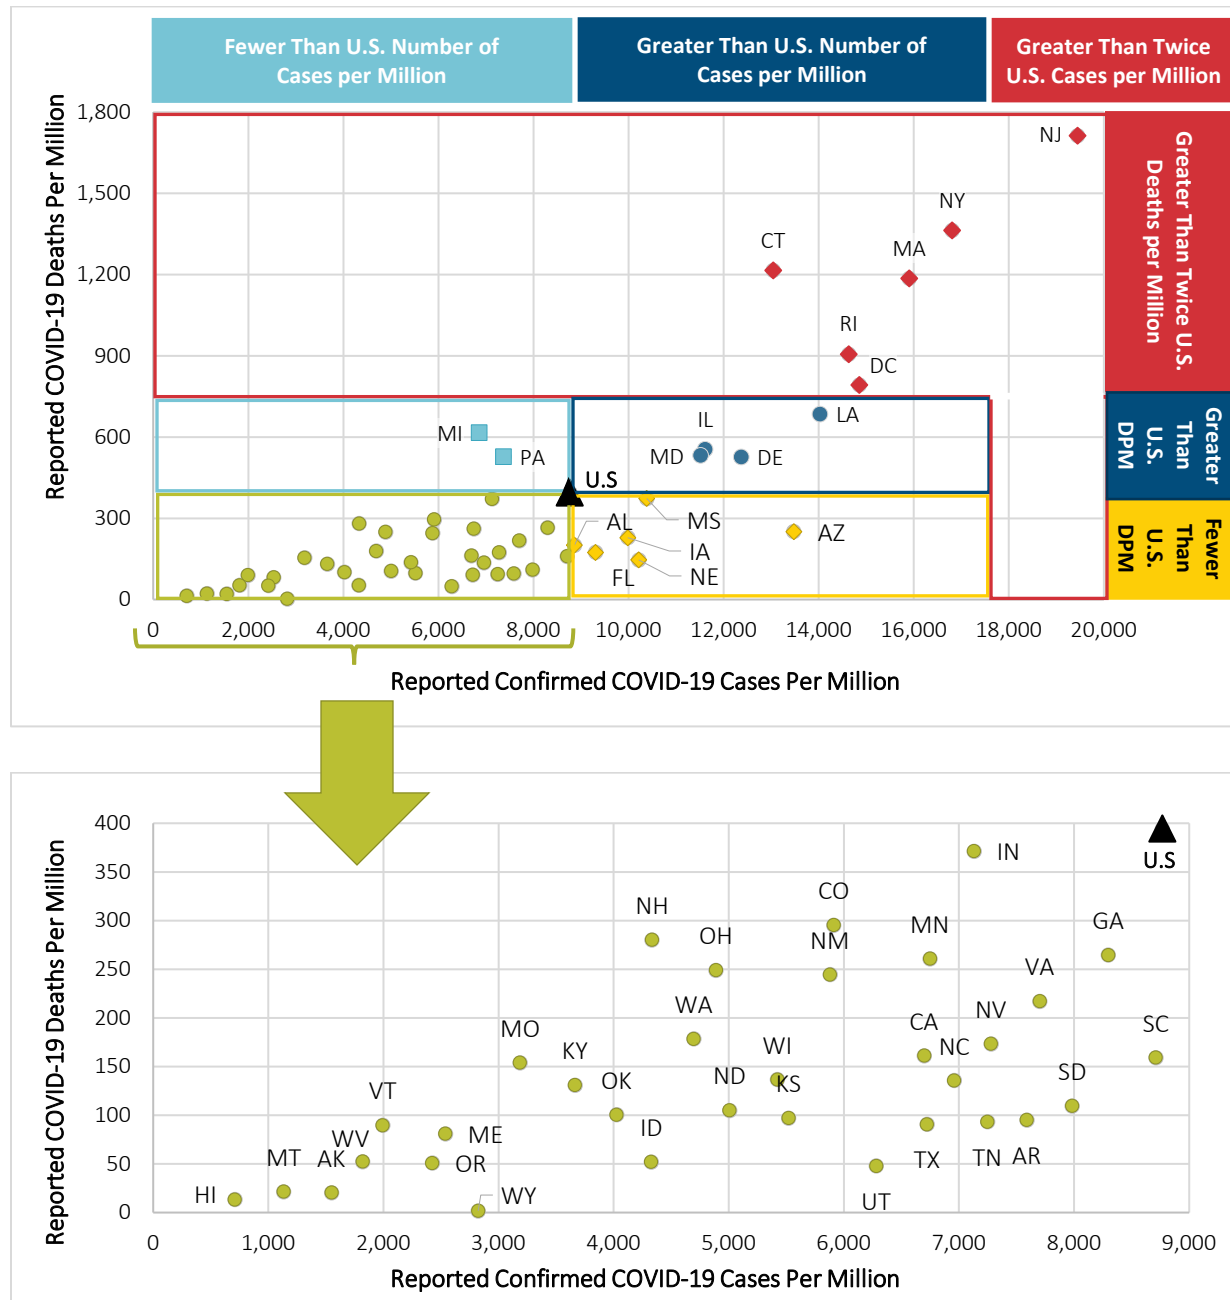 Fewer Than U.S. Number of
Cases per Million
Greater Than U.S. Number of
Cases per Million
Greater Than Twice
U.S. Cases per Million
Reported COVID-19 Deaths Per Million
1,800
1,500
1,200
900
600
300
0
NJ
NY
CT
MA
RI
DC
LA
IL
MD
DE
MI
PA
U.S
MS
AL
AZ
IA
FL
NE
Greater Than Twice U.S.
Deaths per Million
Greater
Than
U.S.
DPM
Fewer
Than
U.S.
DPM
0
2,000
4,000
6,000
8,000
10,000
12,000
14,000
16,000
18,000
20,000
Reported Confirmed COVID-19 Cases Per Million
Reported COVID-19 Deaths Per Million
400
350
300
250
200
150
100
50
0
U.S
IN
CO
NH
MN
GA
OH
NM
VA
WA
NV
CA
SC
MO
KY
WI
NC
OK
ND
KS
SD
VT
WV
ME
ID
MT
AK
OR
TX
TN
AR
HI
WY
UT
0
1,000
2,000
3,000
4,000
5,000
6,000
7,000
8,000
9,000
Reported Confirmed COVID-19 Cases Per Million